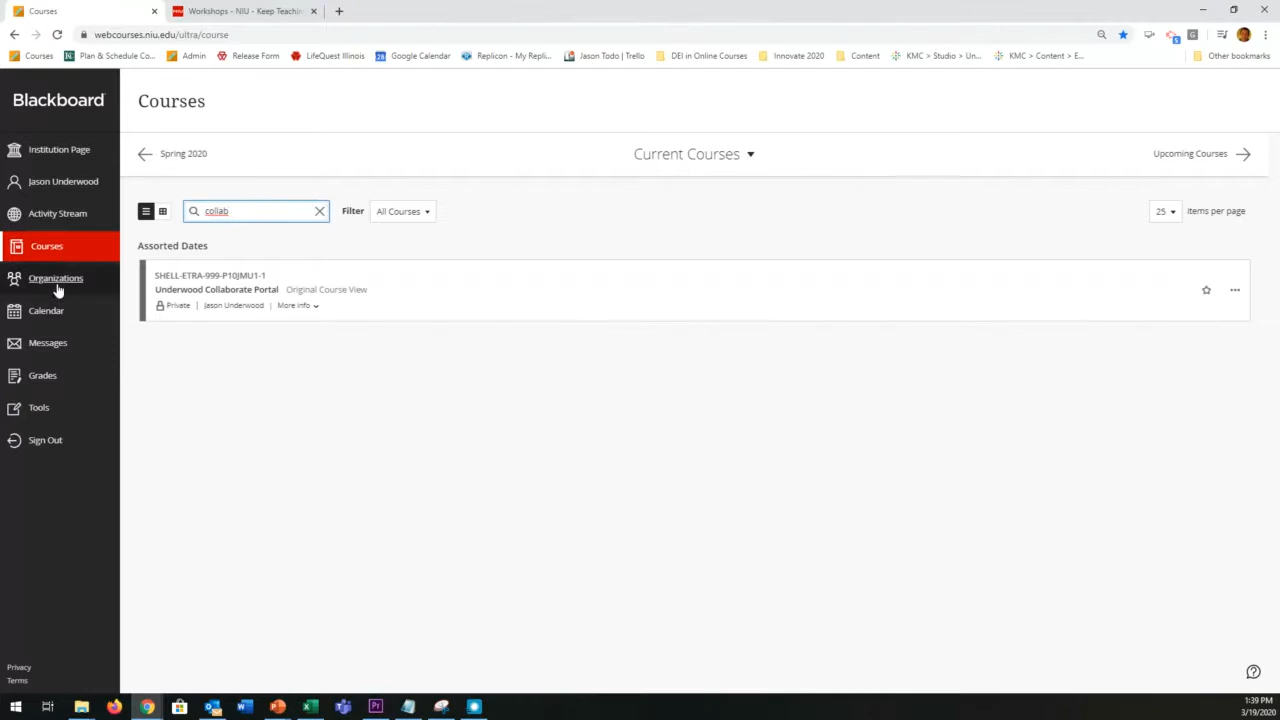 Courses
Workshops - NIU - Keep Teachin
webcourses.niu.edu/ultra/course
Courses
Plan & Schedule Co...
Admin
Release Form
LifeQuest Illinois
Google Calendar
Replicon - My Repli...
Jason Todo | Trello
DEI in Online Courses
Innovate 2020
Content
KMC > Studio > Un...
KMC > Content > E...
Other bookmarks
Blackboard
Institution Page
Jason Underwood
Activity Stream
Courses
Organizations
Calendar
Messages
Grades
Tools
Sign Out
Privacy
Terms
Courses
Spring 2020
Current Courses
Upcoming Courses
collab
Filter
All Courses
25
items per page
Assorted Dates
SHELL-ETRA-999-P10JMU1-1
Underwood Collaborate Portal Original Course View
Private | Jason Underwood | More info
1:39 PM
3/19/2020